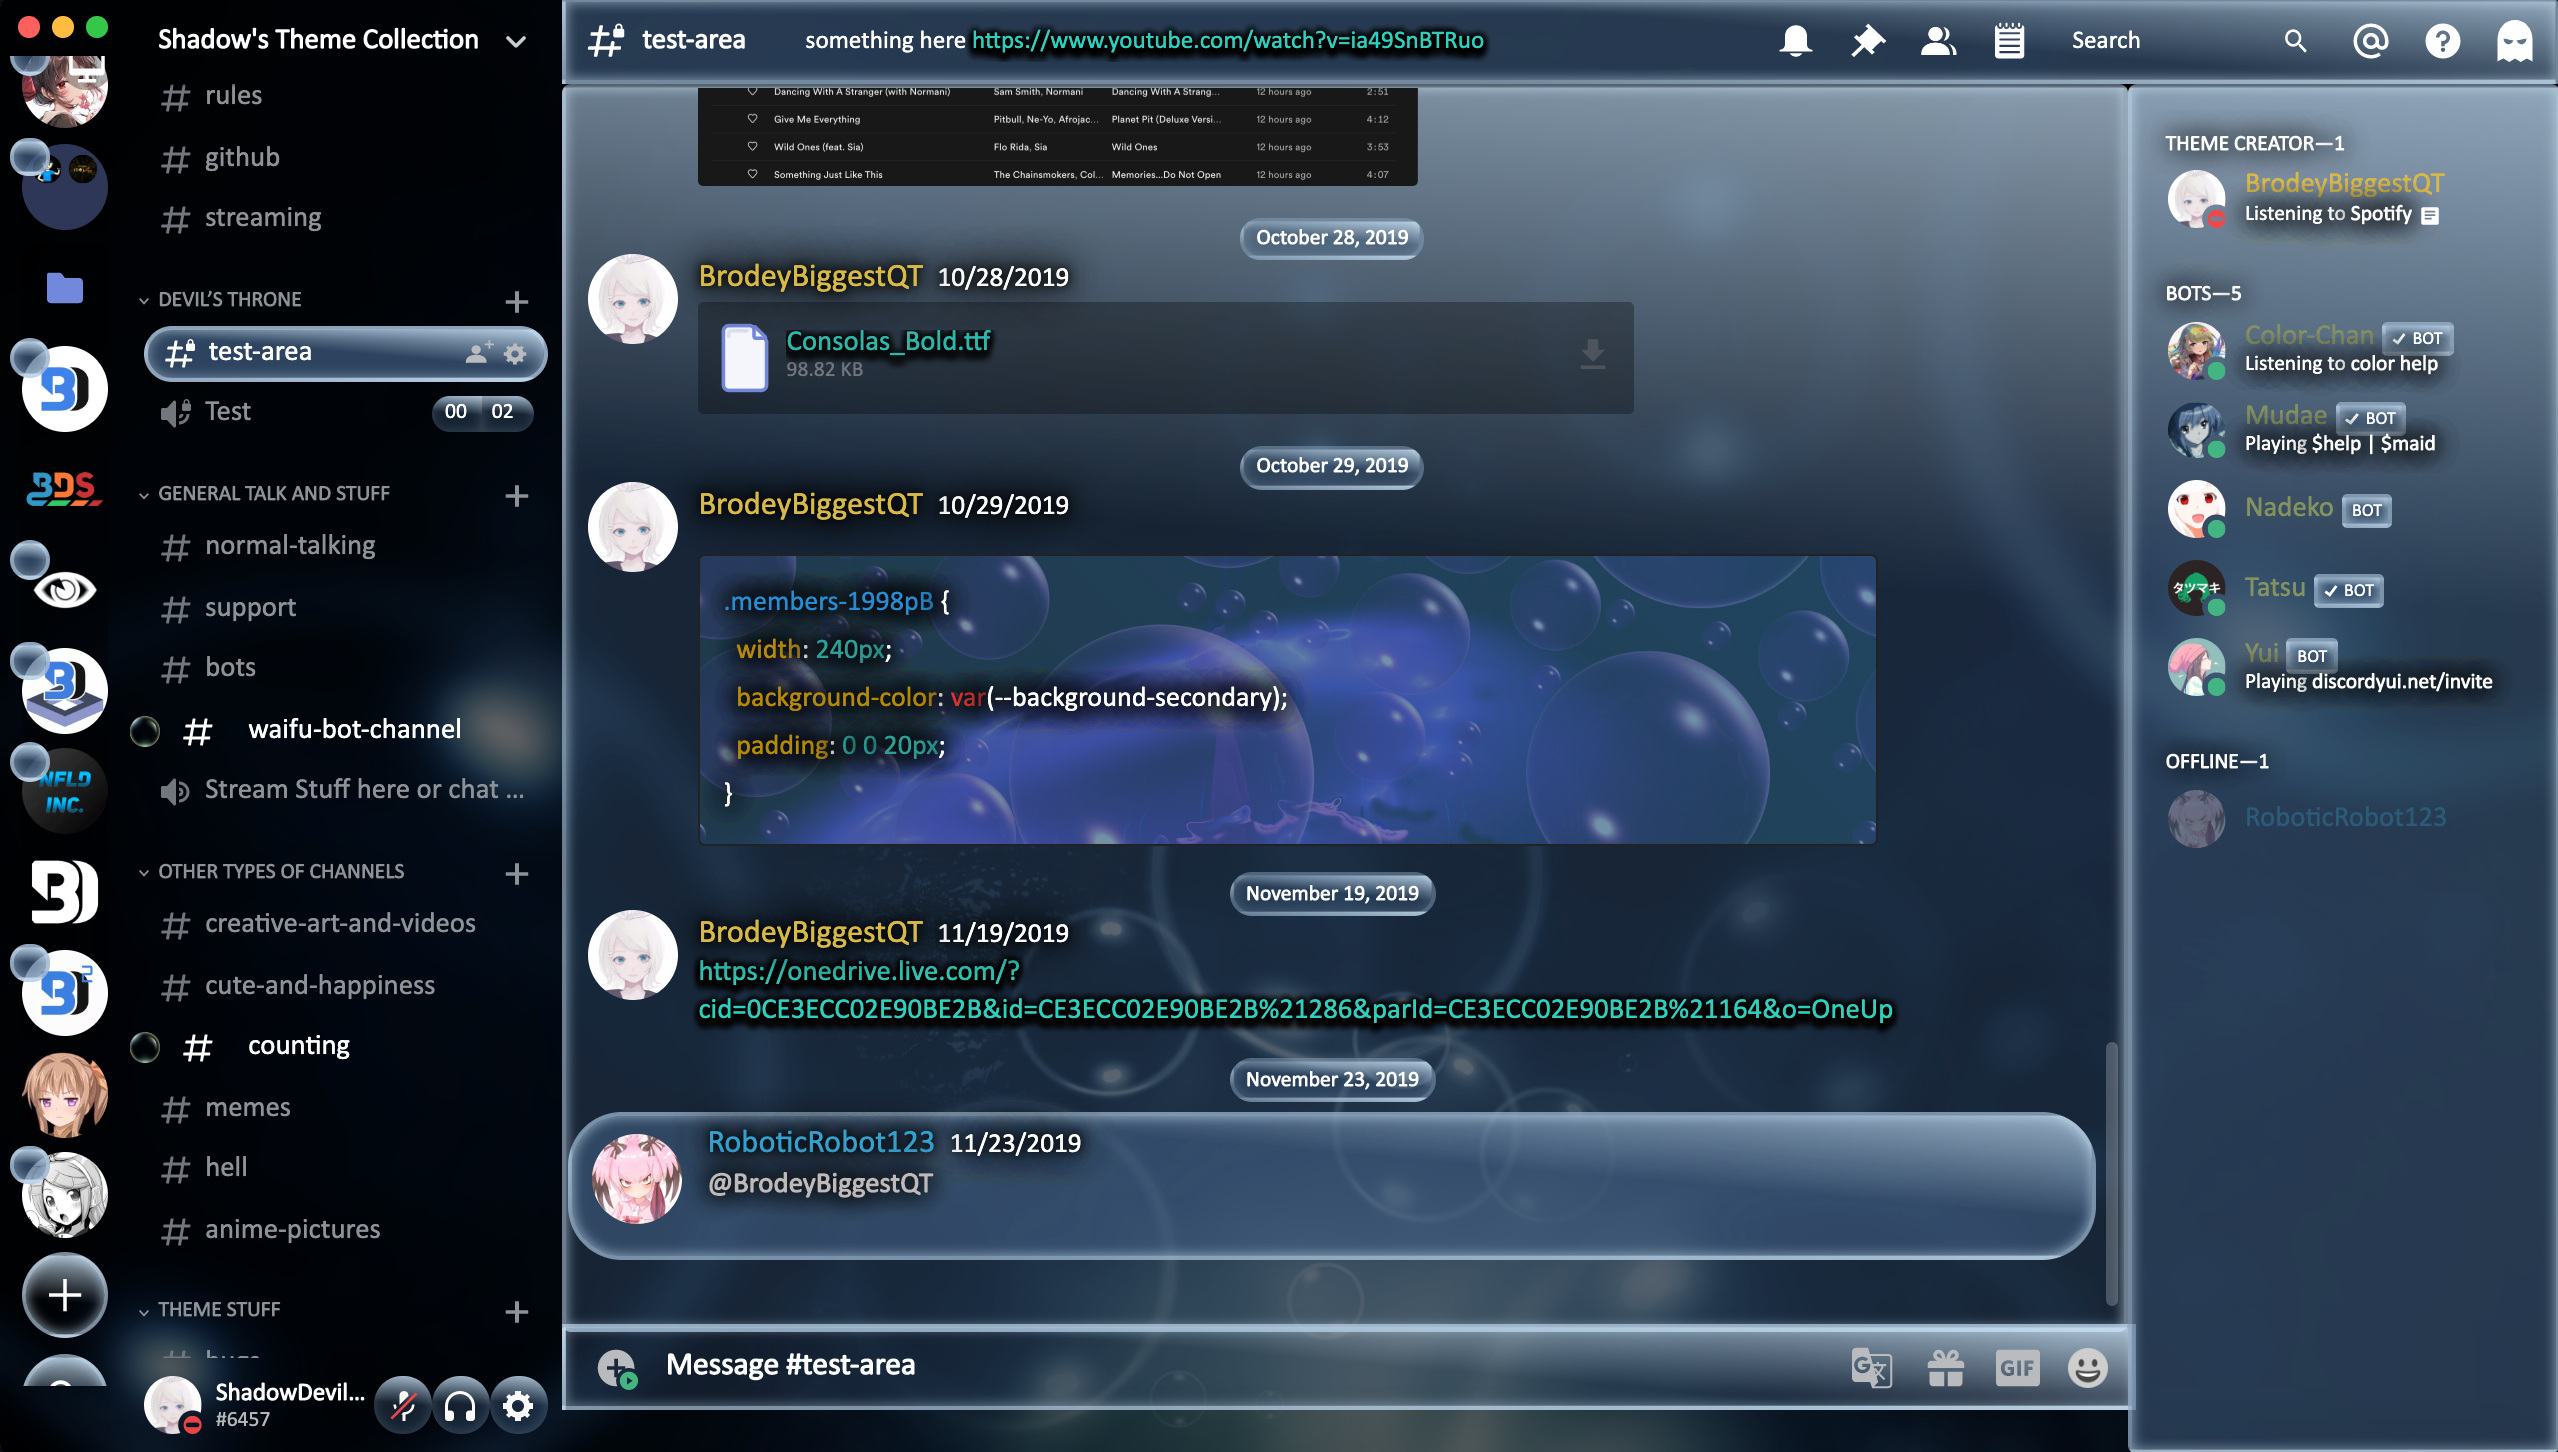 Shadow's Theme Collection
rules
github
streaming
DEVIL'S THRONE
test-area
Test
00 02
GENERAL TALK AND STUFF
normal-talking
support
bots
waifu-bot-channel
Stream Stuff here or chat ...
OTHER TYPES OF CHANNELS
creative-art-and-videos
cute-and-happiness
counting
memes
hell
anime-pictures
THEME STUFF
bugs
ShadowDevil...
#6457
BDS
NFLD
INC.
2
test-area
something here https://www.youtube.com/watch?v=ia49SnBTRuo
Search
Dancing With A Stranger (with Normani) Sam Smith, Normani Dancing With A Strang... 12 hours ago 2:51
Give Me Everything Pitbull, Ne-Yo, Afrojac... Planet Pit (Deluxe Versi... 12 hours ago 4:12
Wild Ones (feat. Sia) Flo Rida, Sia Wild Ones 12 hours ago 3:53
Something Just Like This The Chainsmokers, Col... Memories...Do Not Open 12 hours ago 4:07
October 28, 2019
BrodeyBiggestQT 10/28/2019
Consolas_Bold.ttf
98.82 KB
October 29, 2019
BrodeyBiggestQT 10/29/2019
.members-1998pB {
width: 240px;
background-color: var(--background-secondary);
padding: 0 0 20px;
}
November 19, 2019
BrodeyBiggestQT 11/19/2019
https://onedrive.live.com/?
cid=0CE3ECC02E90BE2B&id=CE3ECC02E90BE2B%21286&parId=CE3ECC02E90BE2B%21164&o=OneUp
November 23, 2019
RoboticRobot123 11/23/2019
@BrodeyBiggestQT
Message #test-area
GIF
THEME CREATOR—1
BrodeyBiggestQT
Listening to Spotify
BOTS—5
Color-Chan BOT
Listening to color help
Mudae BOT
Playing $help | $maid
Nadeko BOT
タツマキ
Tatsu BOT
Yui BOT
Playing discordyui.net/invite
OFFLINE—1
RoboticRobot123